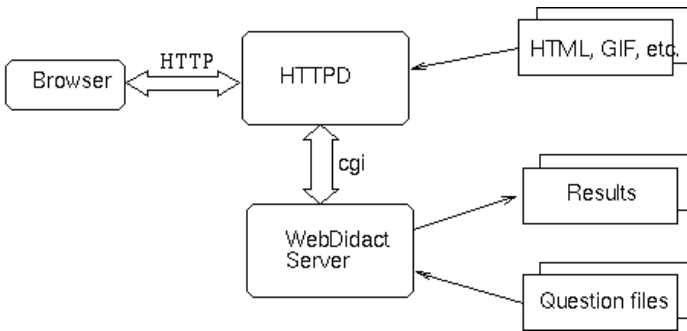 HTML, GIF, etc.
HTTP
Browser
HTTPD
cgi
Results
WebDidact
Server
Question files